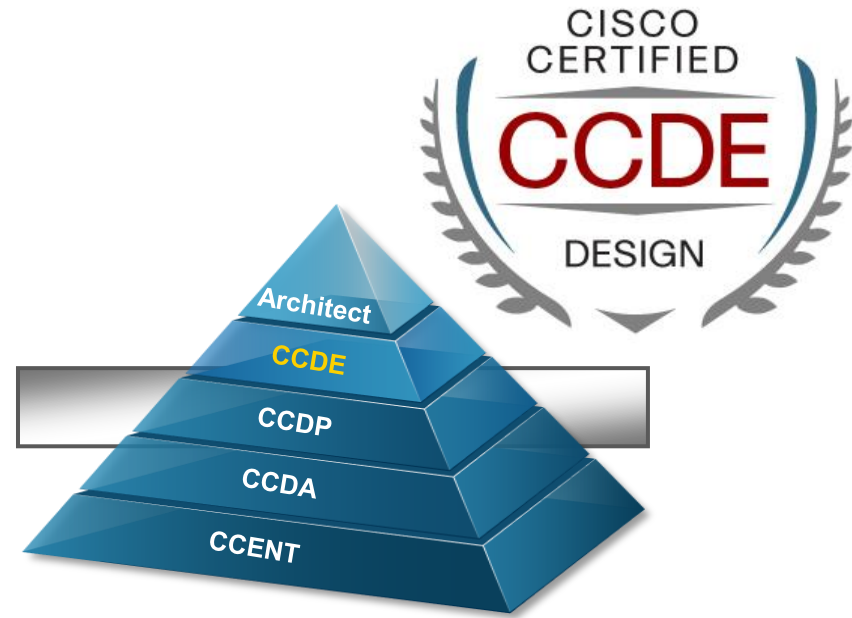 CISCO
CERTIFIED
CCDE
DESIGN
Architect
CCDE
CCDP
CCDA
CCENT